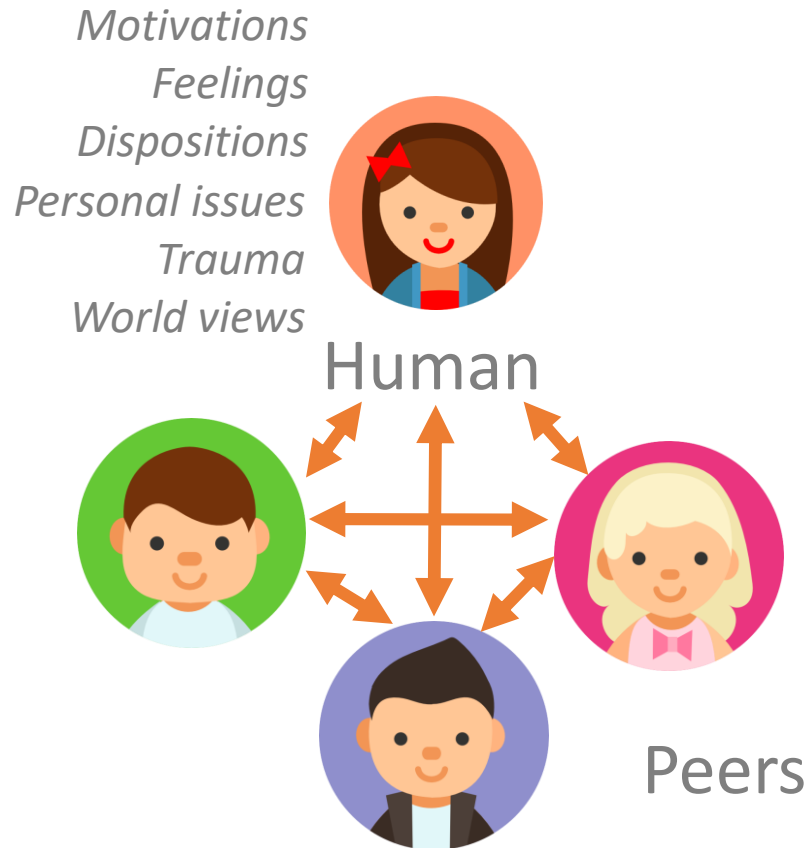 Motivations
Feelings
Dispositions
Personal issues
Trauma
World views
Human
Peers